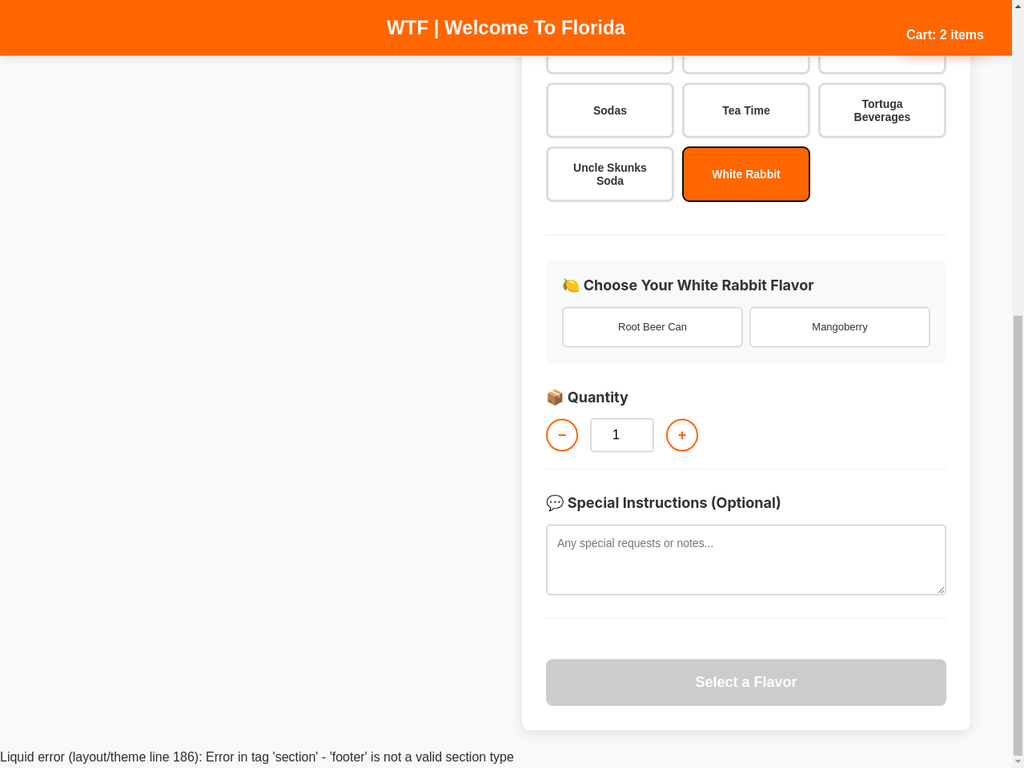 WTF | Welcome To Florida
Cart: 2 items
Sodas
Tea Time
Tortuga
Beverages
Uncle Skunks
Soda
White Rabbit
🍋 Choose Your White Rabbit Flavor
Root Beer Can
Mangoberry
📦 Quantity
−
1
+
💬 Special Instructions (Optional)
Any special requests or notes...
Select a Flavor
Liquid error (layout/theme line 186): Error in tag 'section' - 'footer' is not a valid section type